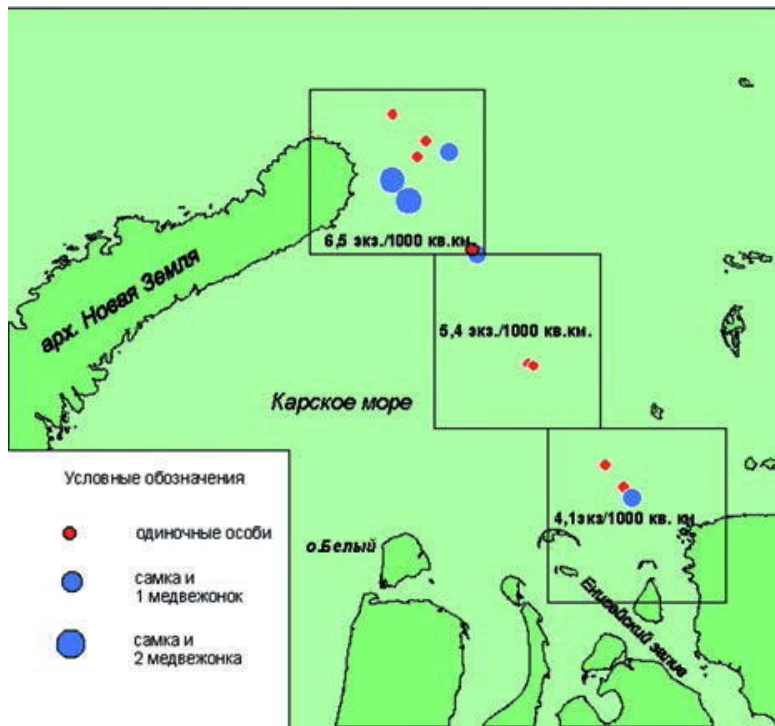 6,5 экз./1000 кв.км.
арх. Новая Земля
5,4 экз./1000 кв.км.
Карское море
4,1экз/1000 кв. км
о.Белый
Енисейский залив
Условные обозначения
одиночные особи
самка и
1 медвежонок
самка и
2 медвежонка